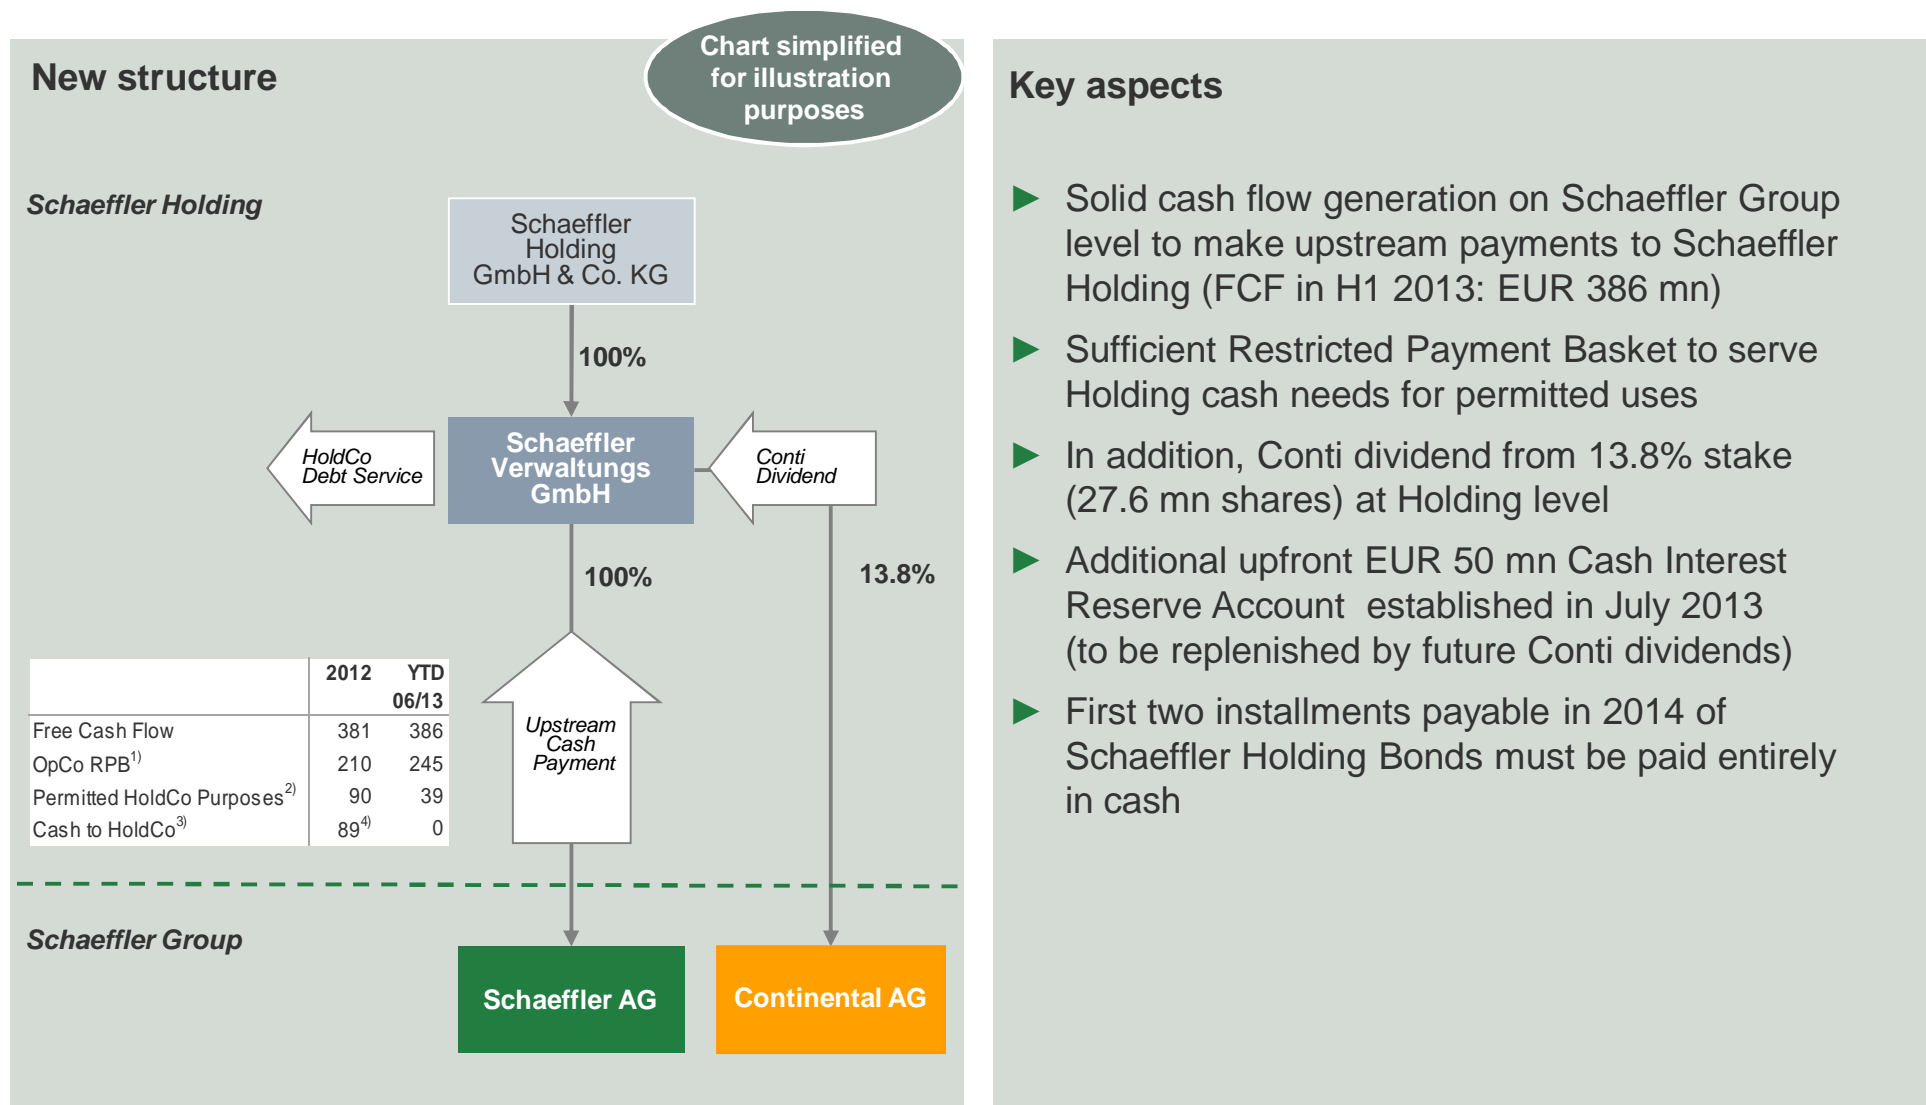 Chart simplified
for illustration
purposes
New structure
Schaeffler Holding
Schaeffler
Holding
GmbH & Co. KG
100%
HoldCo
Debt Service
Schaeffler
Verwaltungs
GmbH
Conti
Dividend
100%
13.8%
2012 YTD
06/13
Free Cash Flow 381 386
OpCo RPB1) 210 245
Permitted HoldCo Purposes2) 90 39
Cash to HoldCo3) 894) 0
Upstream
Cash
Payment
Schaeffler Group
Schaeffler AG
Continental AG
Key aspects
► Solid cash flow generation on Schaeffler Group
level to make upstream payments to Schaeffler
Holding (FCF in H1 2013: EUR 386 mn)
► Sufficient Restricted Payment Basket to serve
Holding cash needs for permitted uses
► In addition, Conti dividend from 13.8% stake
(27.6 mn shares) at Holding level
► Additional upfront EUR 50 mn Cash Interest
Reserve Account established in July 2013
(to be replenished by future Conti dividends)
► First two installments payable in 2014 of
Schaeffler Holding Bonds must be paid entirely
in cash